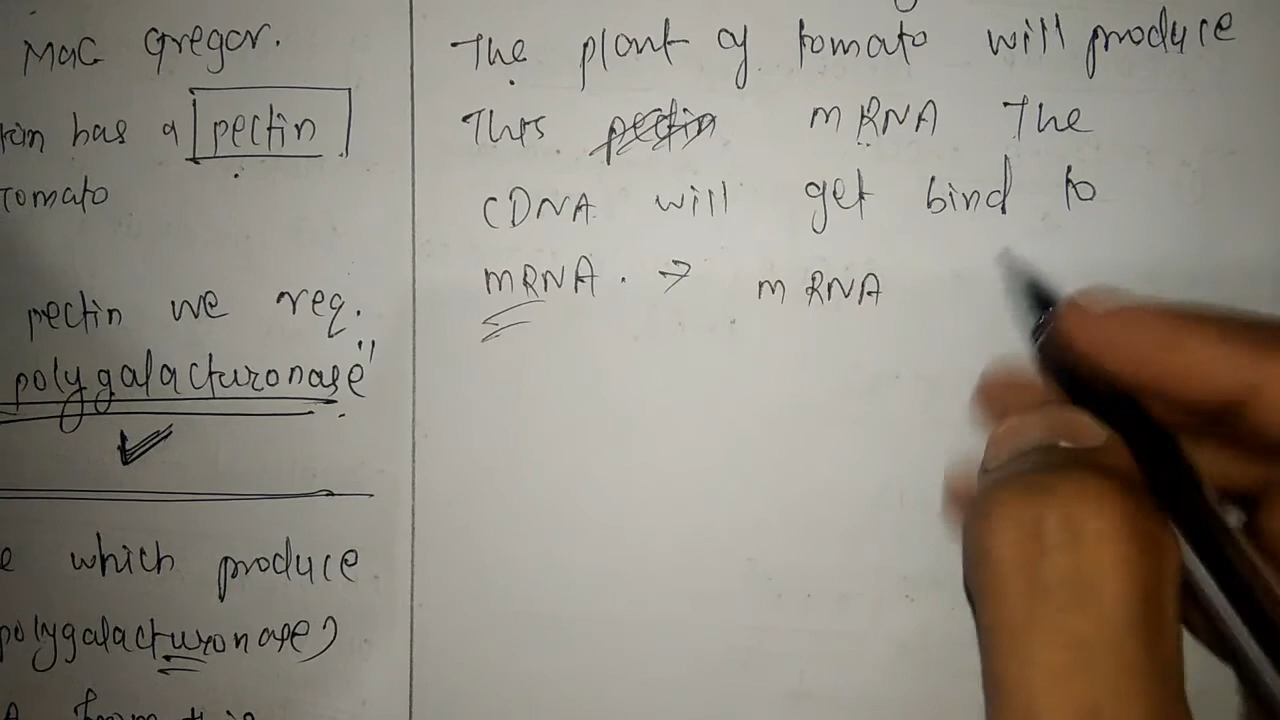 Mac Gregor.
has a pectin
Tomato
pectin we req.
polygalacturonase"
which produce
polygalacturonase)
The plant of tomato will produce
This pectin mRNA The
CDNA will get bind to
mRNA. → mRNA